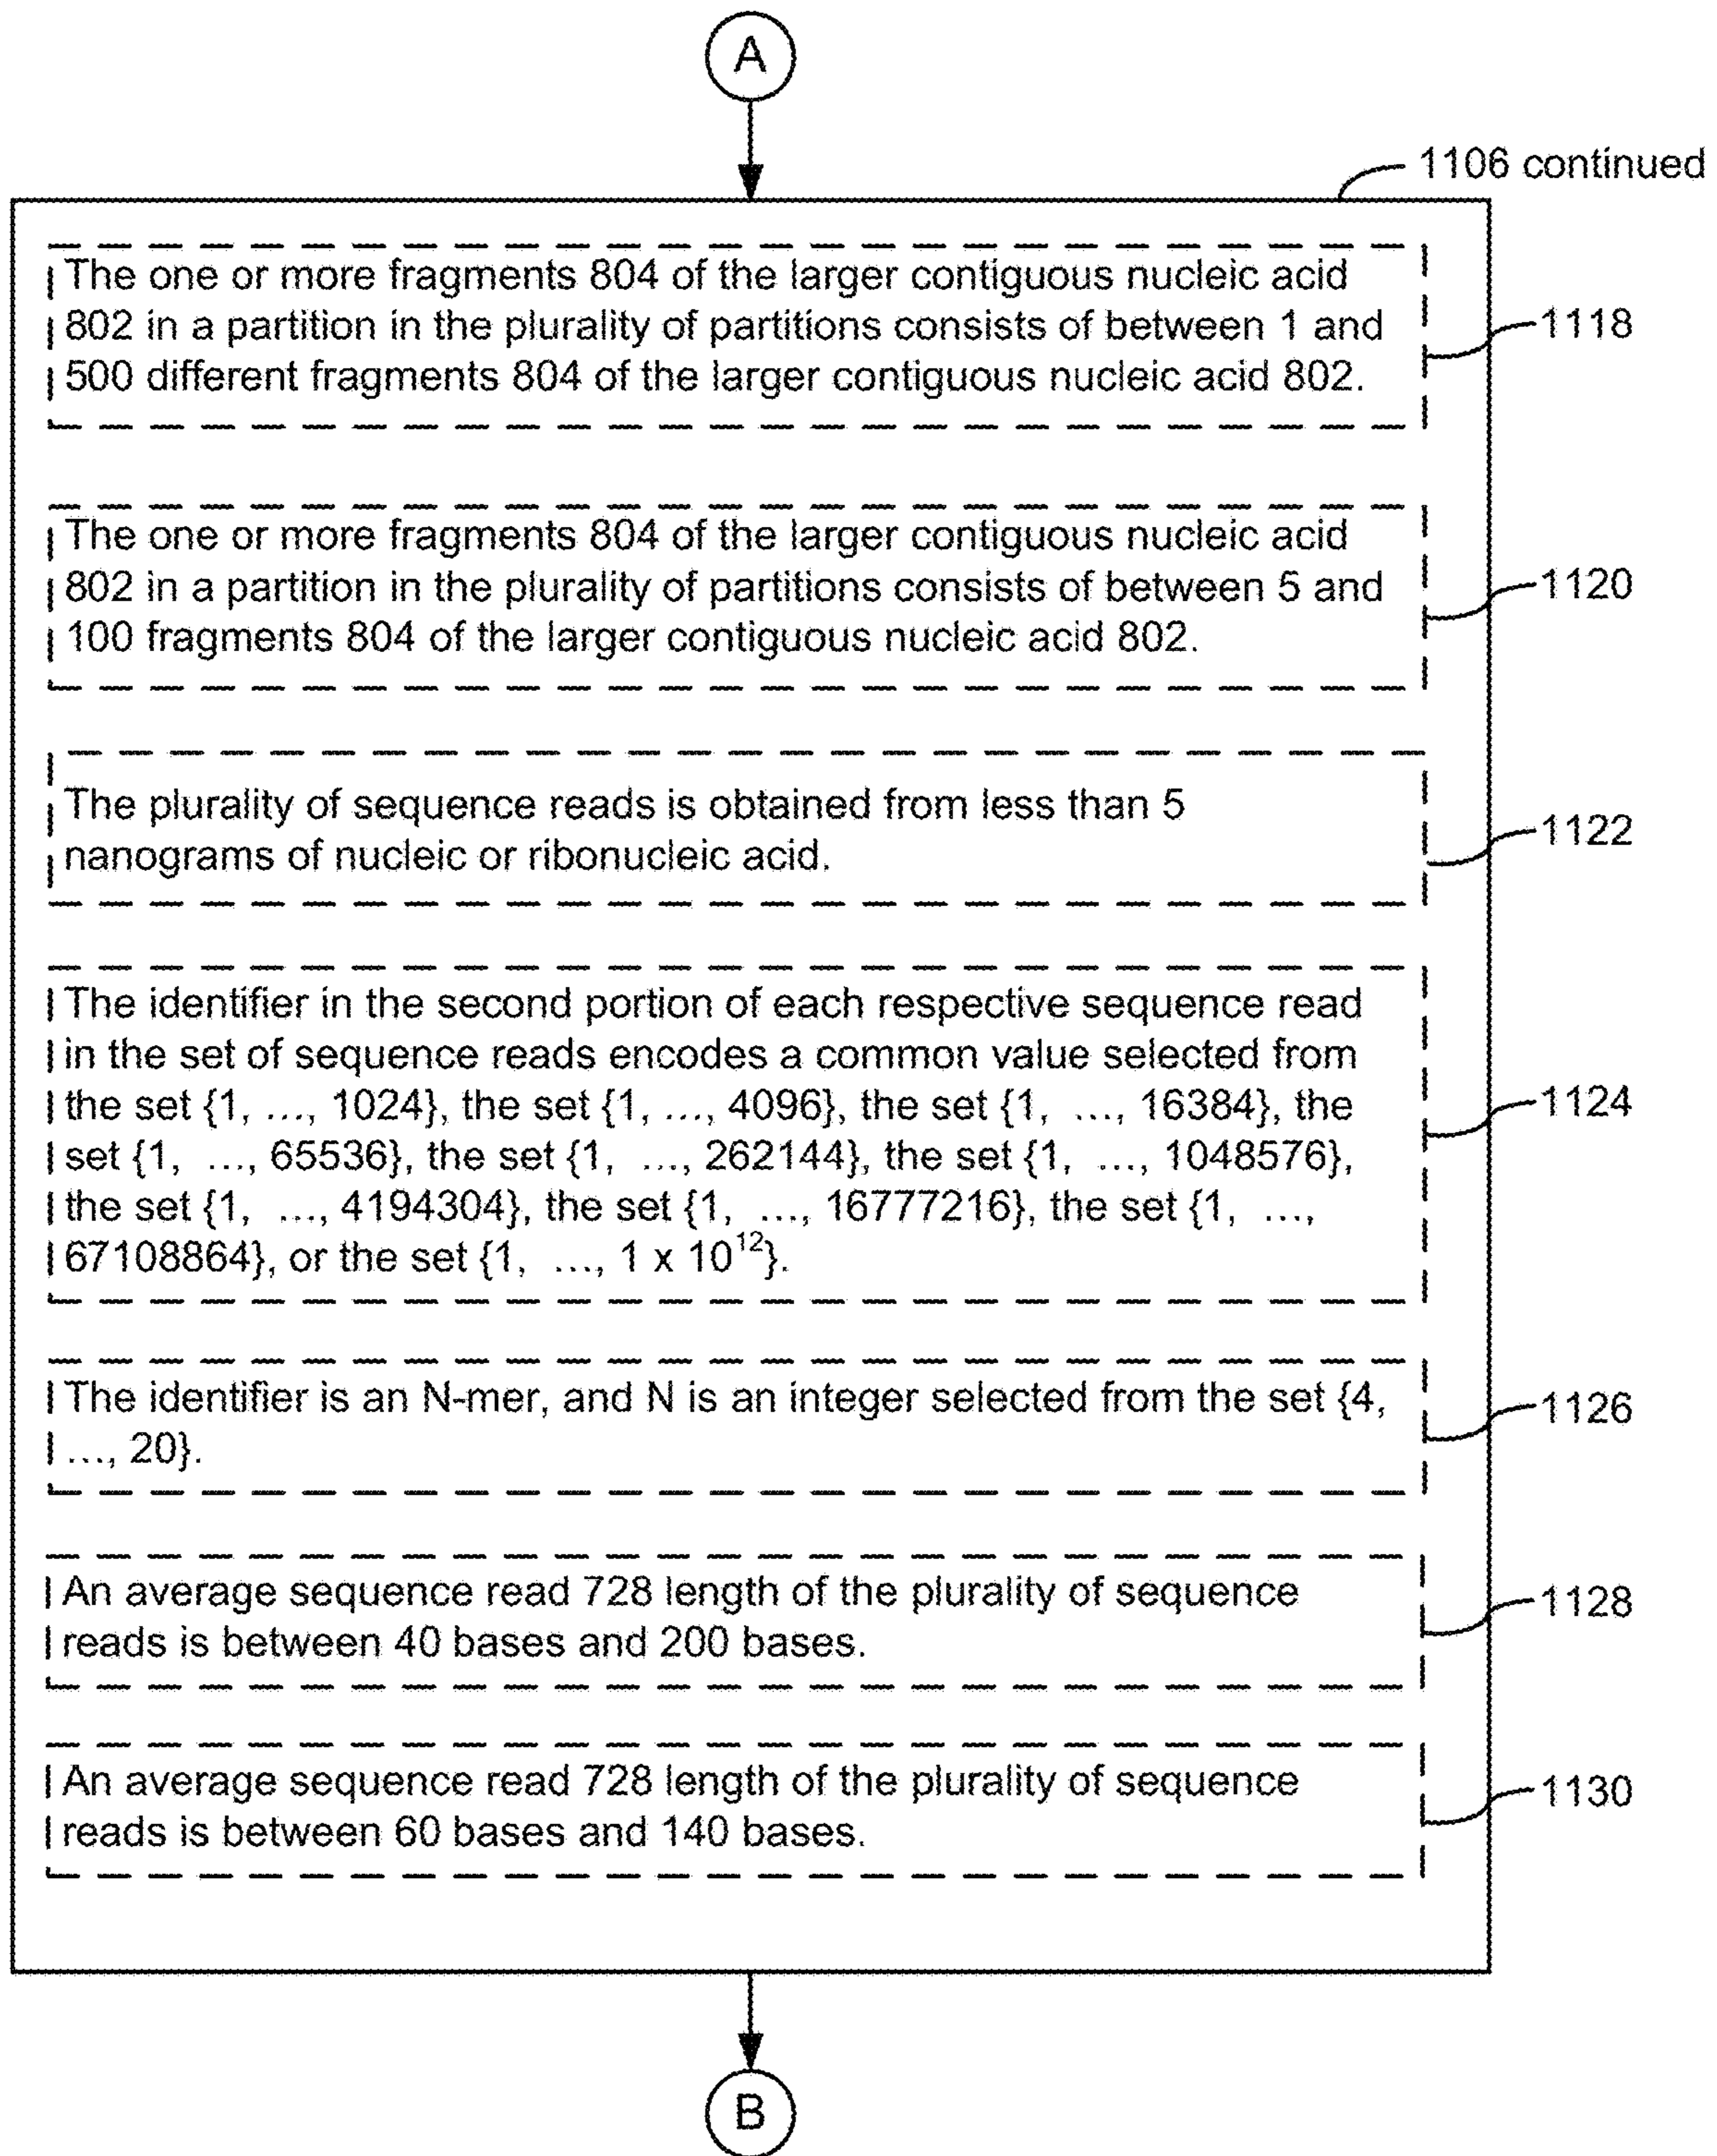 A
1106 continued
The one or more fragments 804 of the larger contiguous nucleic acid
802 in a partition in the plurality of partitions consists of between 1 and
500 different fragments 804 of the larger contiguous nucleic acid 802.
1118
The one or more fragments 804 of the larger contiguous nucleic acid
802 in a partition in the plurality of partitions consists of between 5 and
100 fragments 804 of the larger contiguous nucleic acid 802.
1120
The plurality of sequence reads is obtained from less than 5
nanograms of nucleic or ribonucleic acid.
1122
The identifier in the second portion of each respective sequence read
in the set of sequence reads encodes a common value selected from
the set {1, ..., 1024}, the set {1, ..., 4096}, the set {1, ..., 16384}, the
set {1, ..., 65536}, the set {1, ..., 262144}, the set {1, ..., 1048576},
the set {1, ..., 4194304}, the set {1, ..., 16777216}, the set {1, ...,
67108864}, or the set {1, ..., 1 x 10¹²}.
1124
The identifier is an N-mer, and N is an integer selected from the set {4,
..., 20}.
1126
An average sequence read 728 length of the plurality of sequence
reads is between 40 bases and 200 bases.
1128
An average sequence read 728 length of the plurality of sequence
reads is between 60 bases and 140 bases.
1130
B